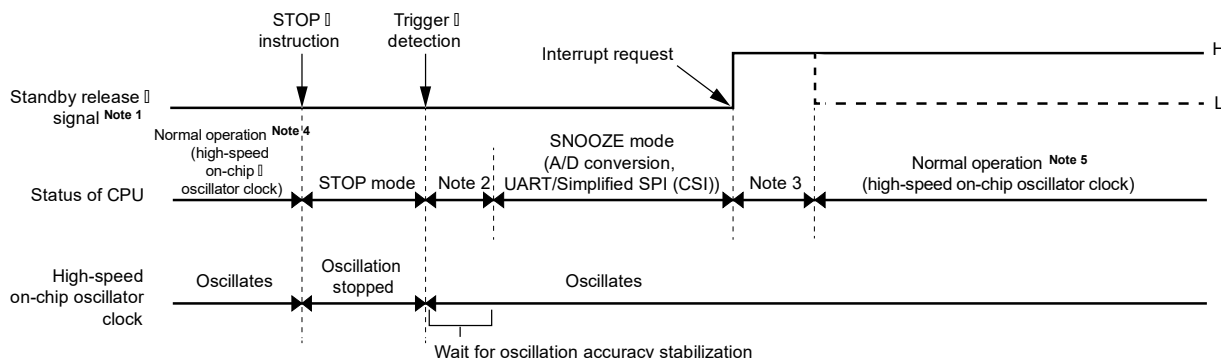 STOP
instruction
Trigger
detection
Interrupt request
H
L
Standby release
signal Note 1
Normal operation Note 4
(high-speed
on-chip
oscillator clock)
Status of CPU
STOP mode
Note 2
SNOOZE mode
(A/D conversion,
UART/Simplified SPI (CSI))
Note 3
Normal operation Note 5
(high-speed on-chip oscillator clock)
High-speed
on-chip oscillator
clock
Oscillates
Oscillation
stopped
Oscillates
Wait for oscillation accuracy stabilization